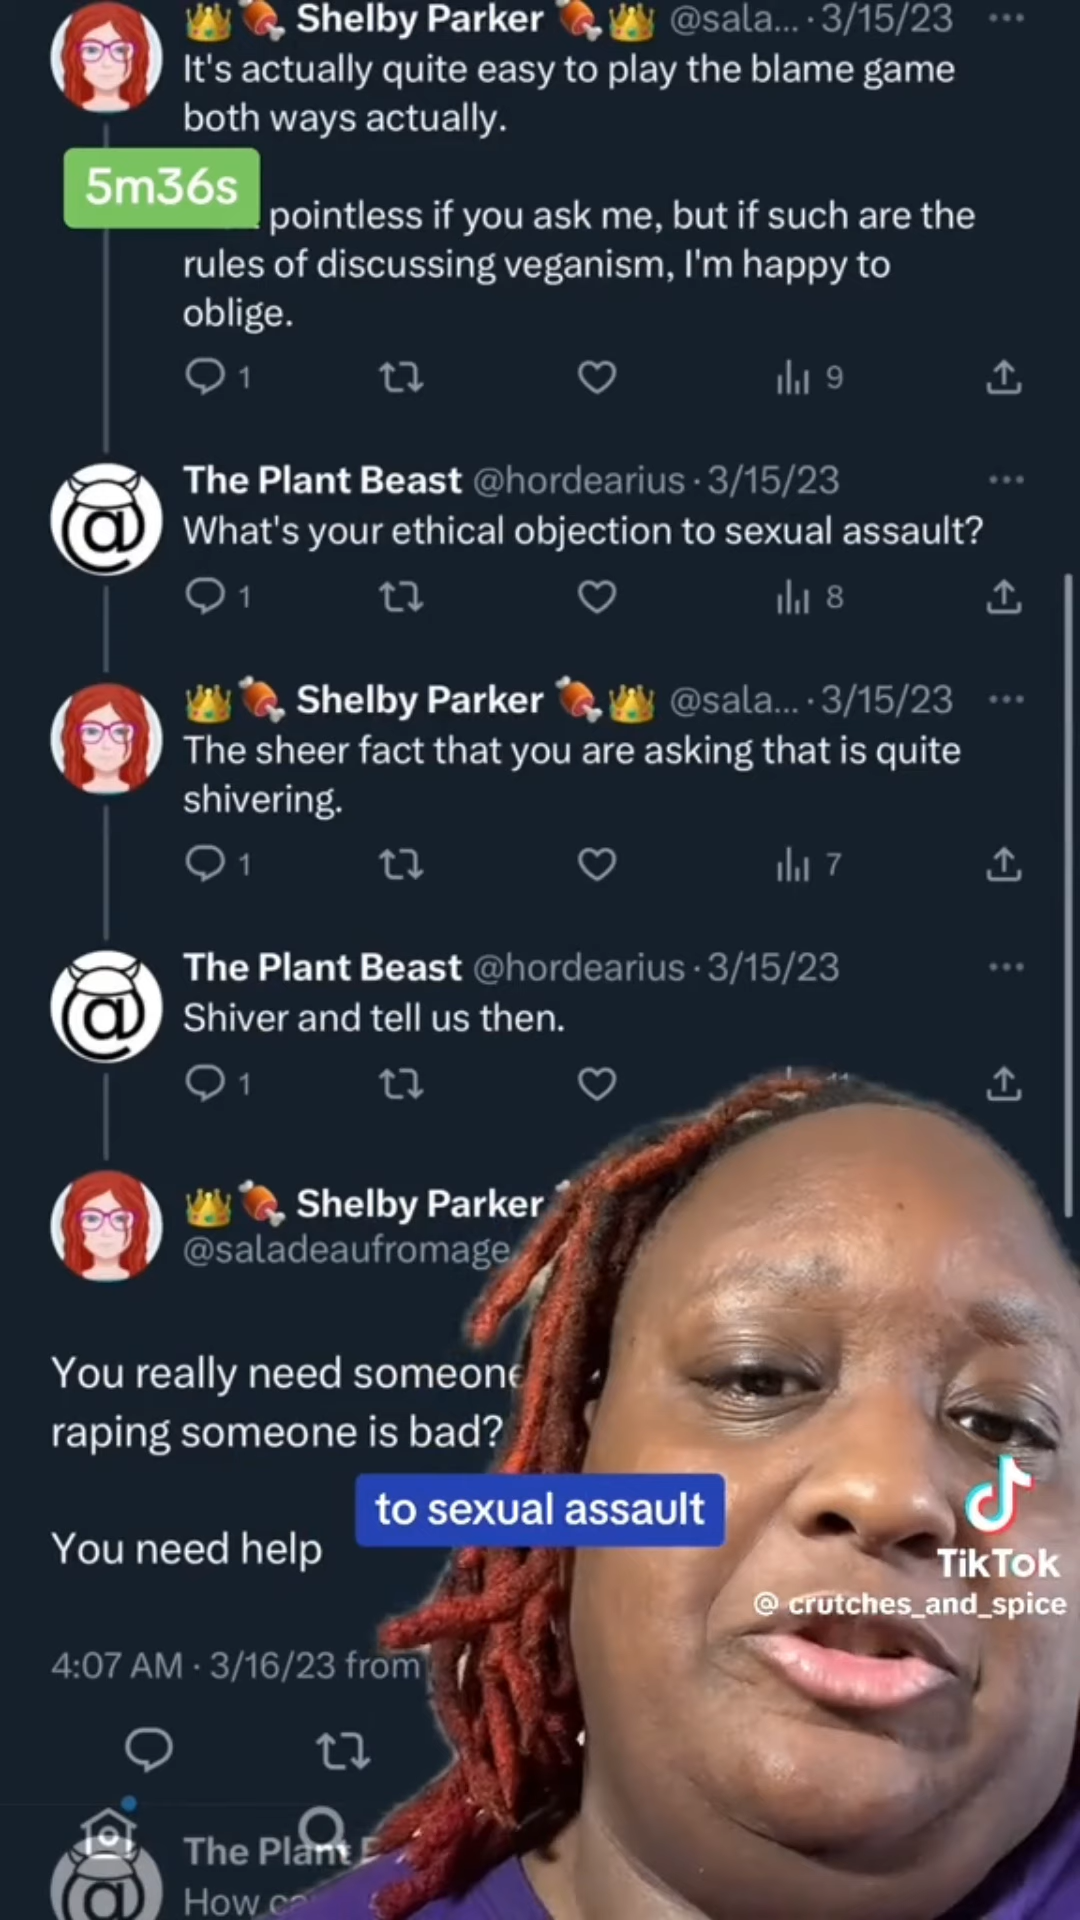 Shelby Parker @sala... · 3/15/23
It's actually quite easy to play the blame game
both ways actually.
5m36s
pointless if you ask me, but if such are the
rules of discussing veganism, I'm happy to
oblige.
1 9
The Plant Beast @hordearius · 3/15/23
What's your ethical objection to sexual assault?
1 8
Shelby Parker @sala... · 3/15/23
The sheer fact that you are asking that is quite
shivering.
1 7
The Plant Beast @hordearius · 3/15/23
Shiver and tell us then.
1
Shelby Parker
@saladeaufromage
You really need someone
raping someone is bad?
to sexual assault
You need help
TikTok
@ crutches_and_spice
4:07 AM · 3/16/23 from
The Plant
How